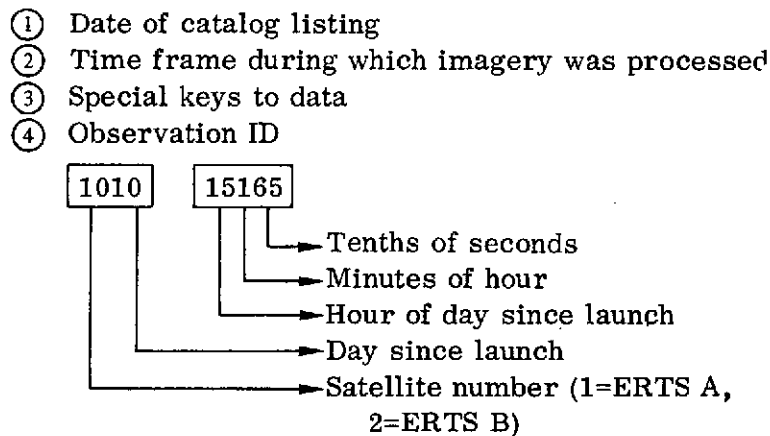 ① Date of catalog listing
② Time frame during which imagery was processed
③ Special keys to data
④ Observation ID
1010 15165
Tenths of seconds
Minutes of hour
Hour of day since launch
Day since launch
Satellite number (1=ERTS A,
2=ERTS B)